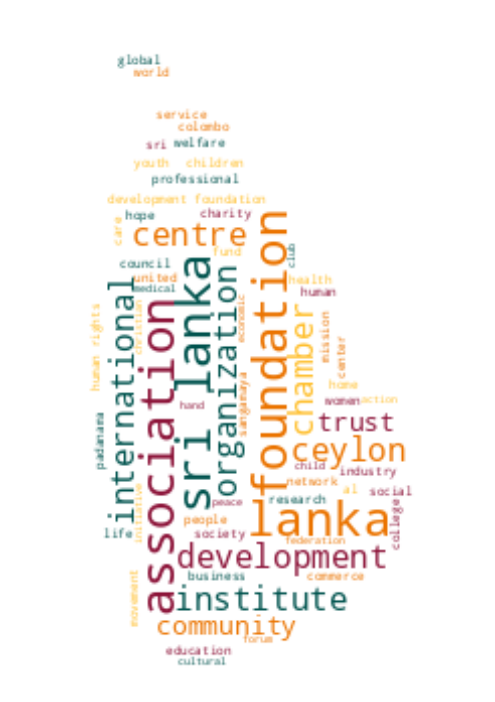 global
world
service
colombo
sri welfare
youth children
professional
development foundation
hope charity
care
centre
foundation
fund
club
council
sri lanka
organization
united
medical
international
health
human
association
christian
economic
chamber
human rights
mission
center
sangamaya
home
women action
hand
trust
padanama
ceylon
child industry
network
initiative
al social
research
peace
lanka
college
people
life society
federation
development
business commerce
movement
institute
community
forum
education
cultural